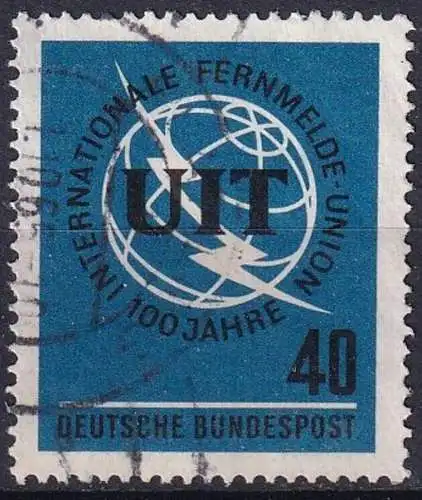 INTERNATIONALE FERNMELDE-UNION
UIT
100 JAHRE
40
DEUTSCHE BUNDESPOST